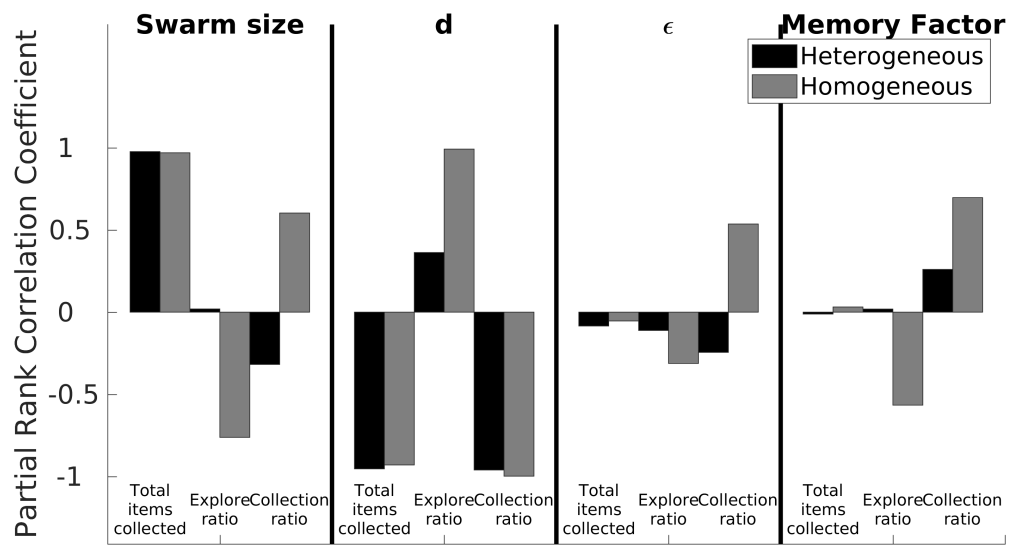 Swarm size
d
ϵ
Memory Factor
Heterogeneous
Homogeneous
Partial Rank Correlation Coefficient
1
0.5
0
-0.5
-1
Total
items
collected
Explore
ratio
Collection
ratio
Total
items
collected
Explore
ratio
Collection
ratio
Total
items
collected
Explore
ratio
Collection
ratio
Total
items
collected
Explore
ratio
Collection
ratio